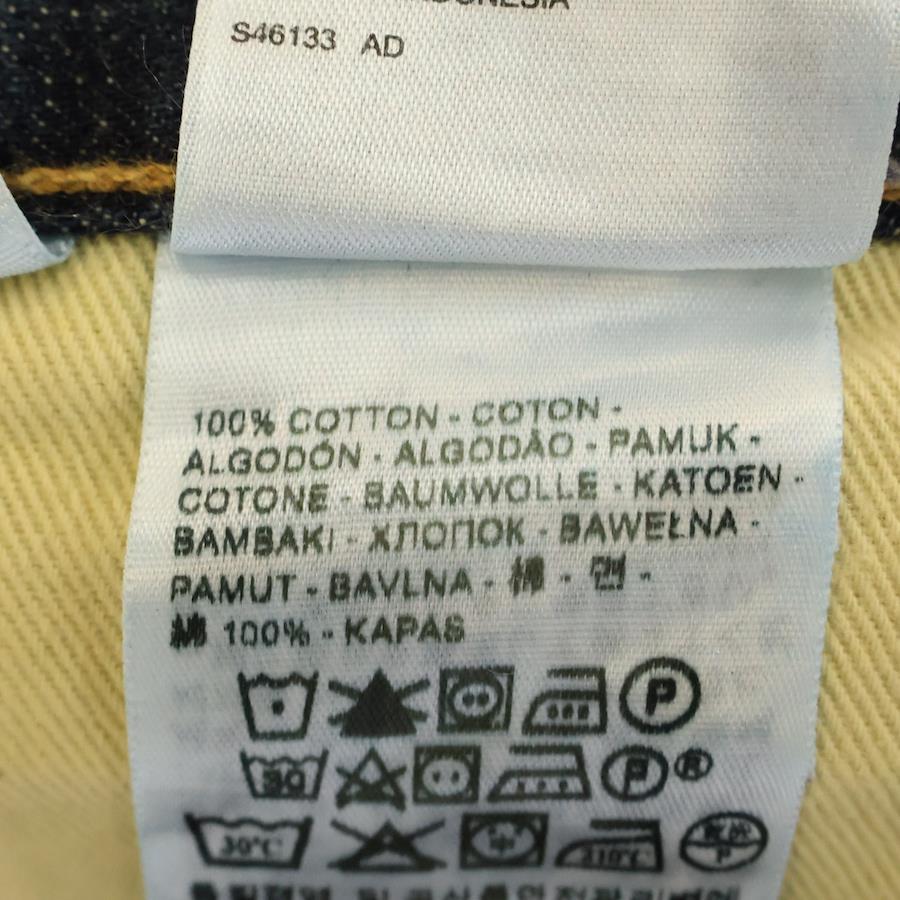 S46133 AD
100% COTTON - COTON -
ALGODÓN - ALGODÃO - PAMUK -
COTONE - BAUMWOLLE - KATOEN -
BAMBAKI - ХЛОПОК - BAWEŁNA -
PAMUT - BAVLNA - 棉 - 면 -
綿 100% - KAPAS
P
30 P ®
30°C 210°C P